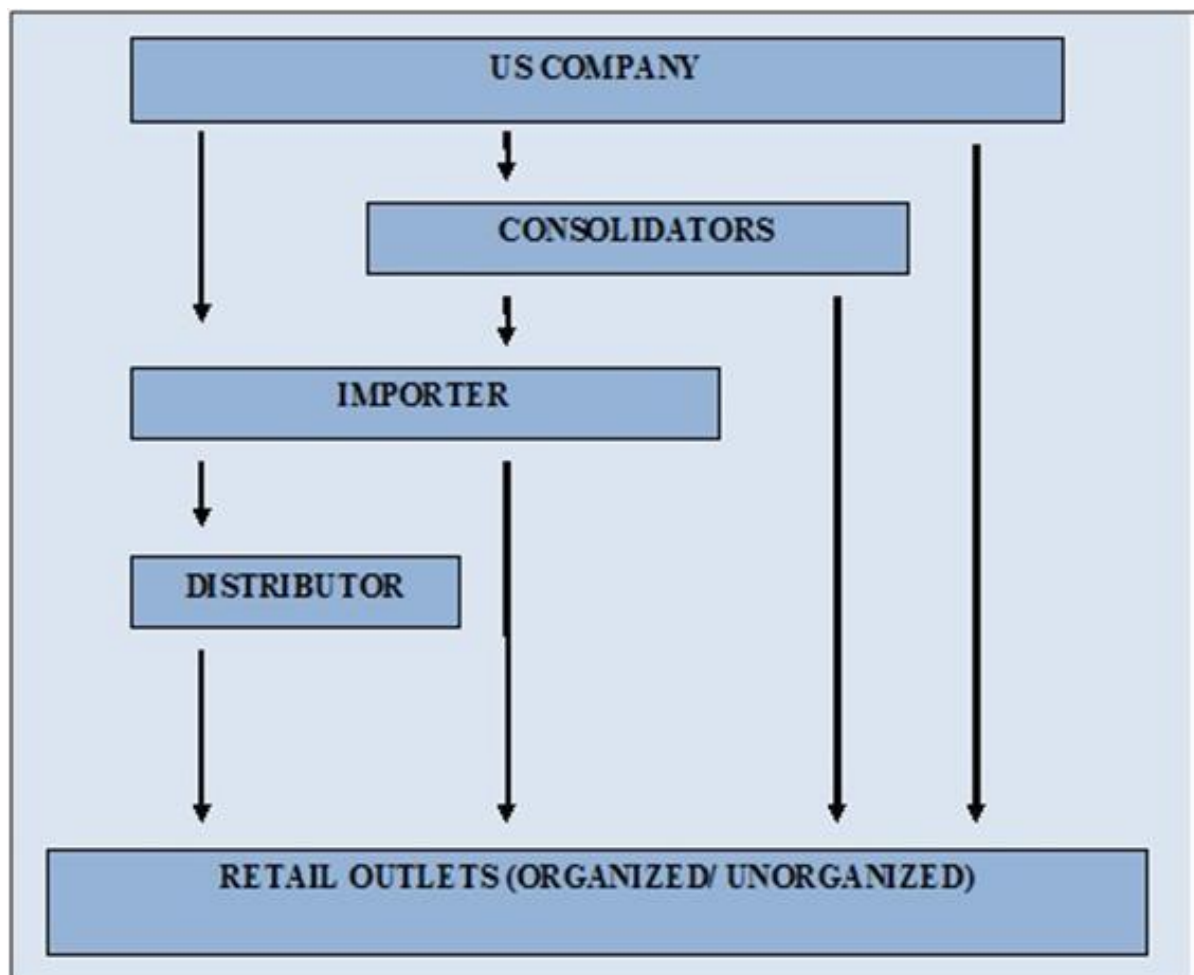 US COMPANY
CONSOLIDATORS
IMPORTER
DISTRIBUTOR
RETAIL OUTLETS (ORGANIZED/ UNORGANIZED)